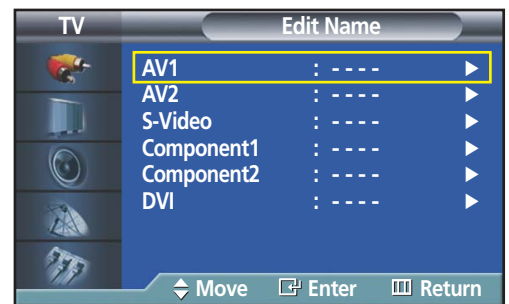 TV Edit Name
AV1 : - - - -
AV2 : - - - -
S-Video : - - - -
Component1 : - - - -
Component2 : - - - -
DVI : - - - -
Move Enter Return